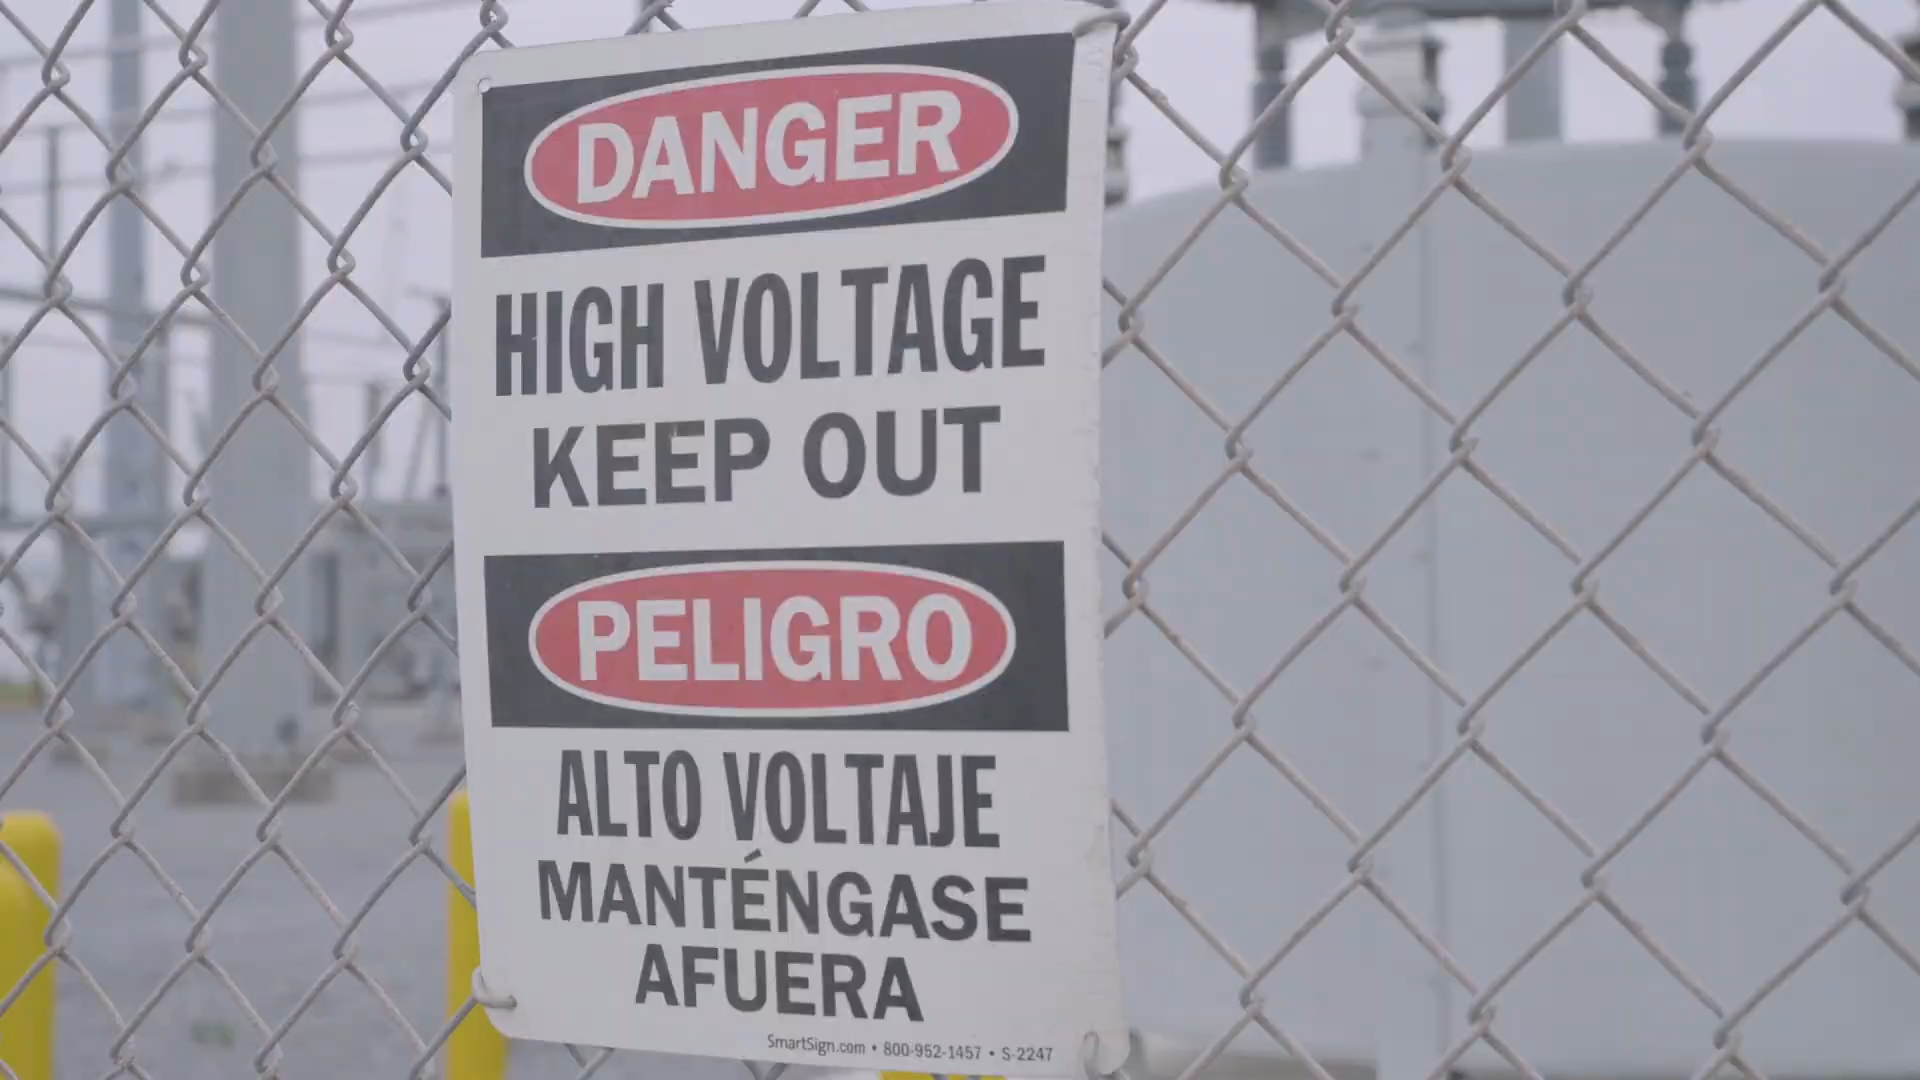 DANGER
HIGH VOLTAGE
KEEP OUT
PELIGRO
ALTO VOLTAJE
MANTÉNGASE
AFUERA
SmartSign.com • 800-952-1457 • S-2247